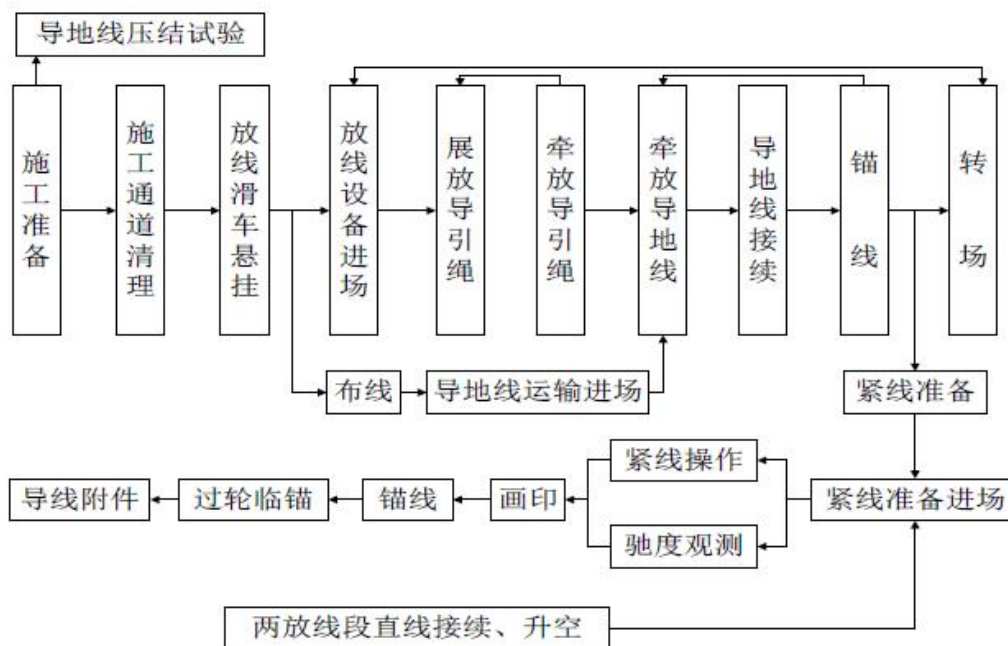 导地线压结试验
施工准备
施工通道清理
放线滑车悬挂
放线设备进场
展放导引绳
牵放导引绳
牵放导地线
导地线接续
锚线
转场
布线
导地线运输进场
紧线准备
紧线操作
导线附件
过轮临锚
锚线
画印
紧线准备进场
驰度观测
两放线段直线接续、升空